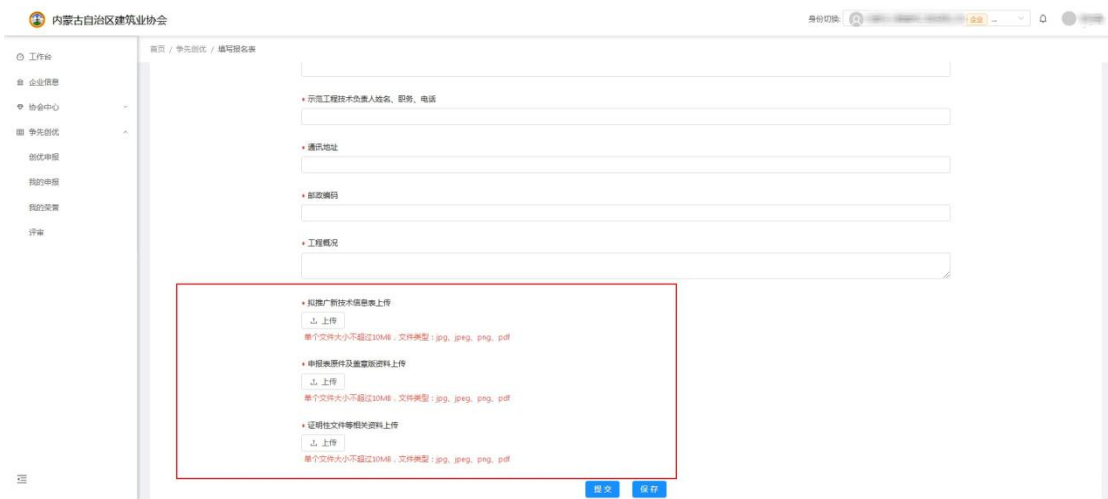 内蒙古自治区建筑业协会
身份切换
企业
工作台
企业信息
协会中心
争先创优
创优申报
我的申报
我的荣誉
评审
首页 / 争先创优 / 填写报名表
* 示范工程技术负责人姓名、职务、电话
* 通讯地址
* 邮政编码
* 工程概况
* 拟推广新技术信息表上传
上传
单个文件大小不超过10MB，文件类型：jpg、jpeg、png、pdf
* 申报表原件及盖章版资料上传
上传
单个文件大小不超过10MB，文件类型：jpg、jpeg、png、pdf
* 证明性文件等相关资料上传
上传
单个文件大小不超过10MB，文件类型：jpg、jpeg、png、pdf
提交
保存